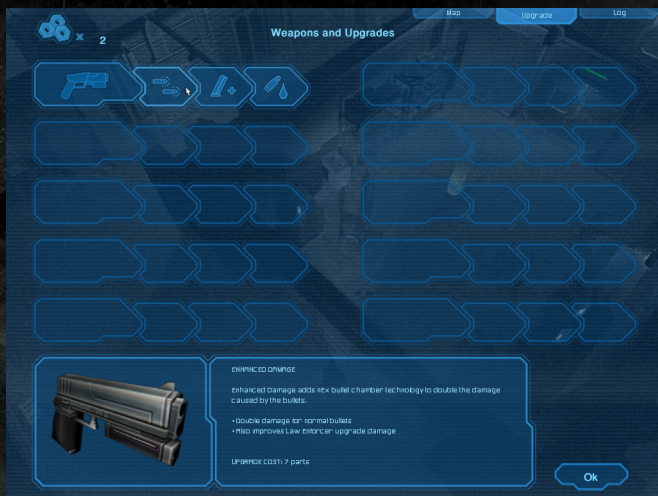 Map
Upgrade
Log
x 2
Weapons and Upgrades
ENHANCED DAMAGE
Enhanced Damage adds nEx bullet chamber technology to double the damage
caused by the bullets.
•Double damage for normal bullets
•Also improves Law Enforcer upgrade damage
UPGRADE COST: 7 parts
Ok